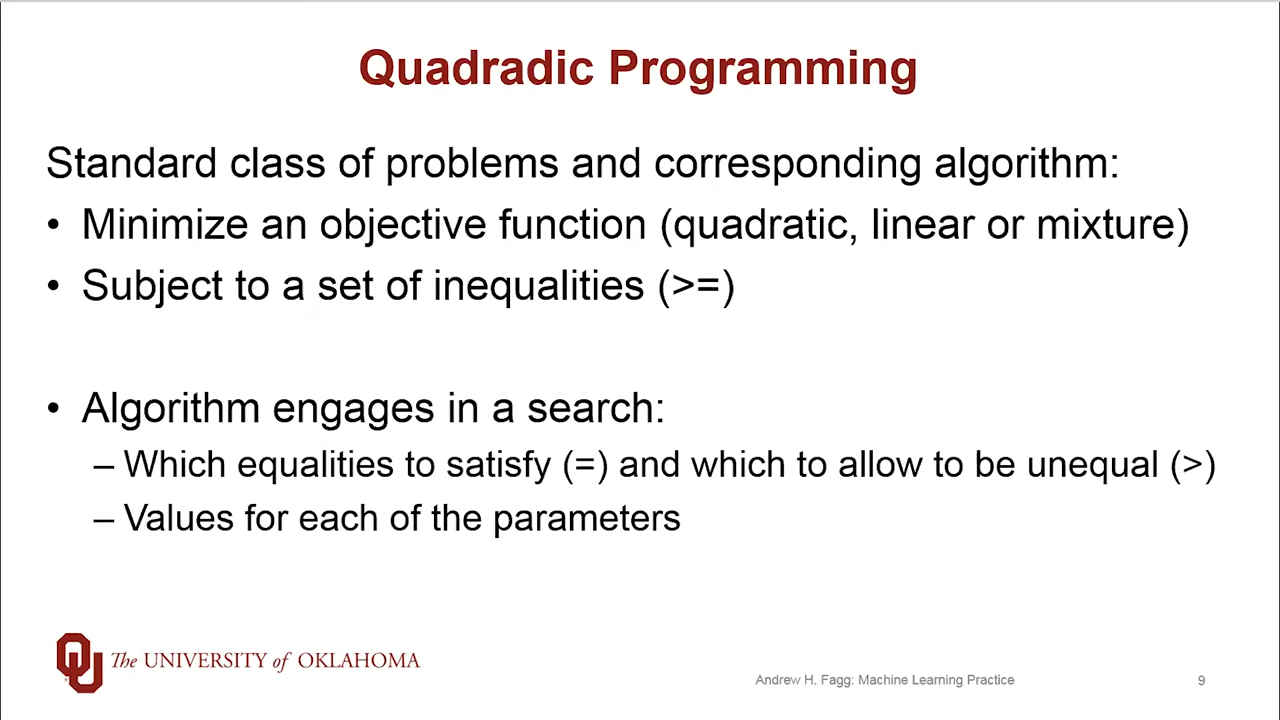 Quadradic Programming
Standard class of problems and corresponding algorithm:
• Minimize an objective function (quadratic, linear or mixture)
• Subject to a set of inequalities (>=)
• Algorithm engages in a search:
– Which equalities to satisfy (=) and which to allow to be unequal (>)
– Values for each of the parameters
The UNIVERSITY of OKLAHOMA
Andrew H. Fagg: Machine Learning Practice
9